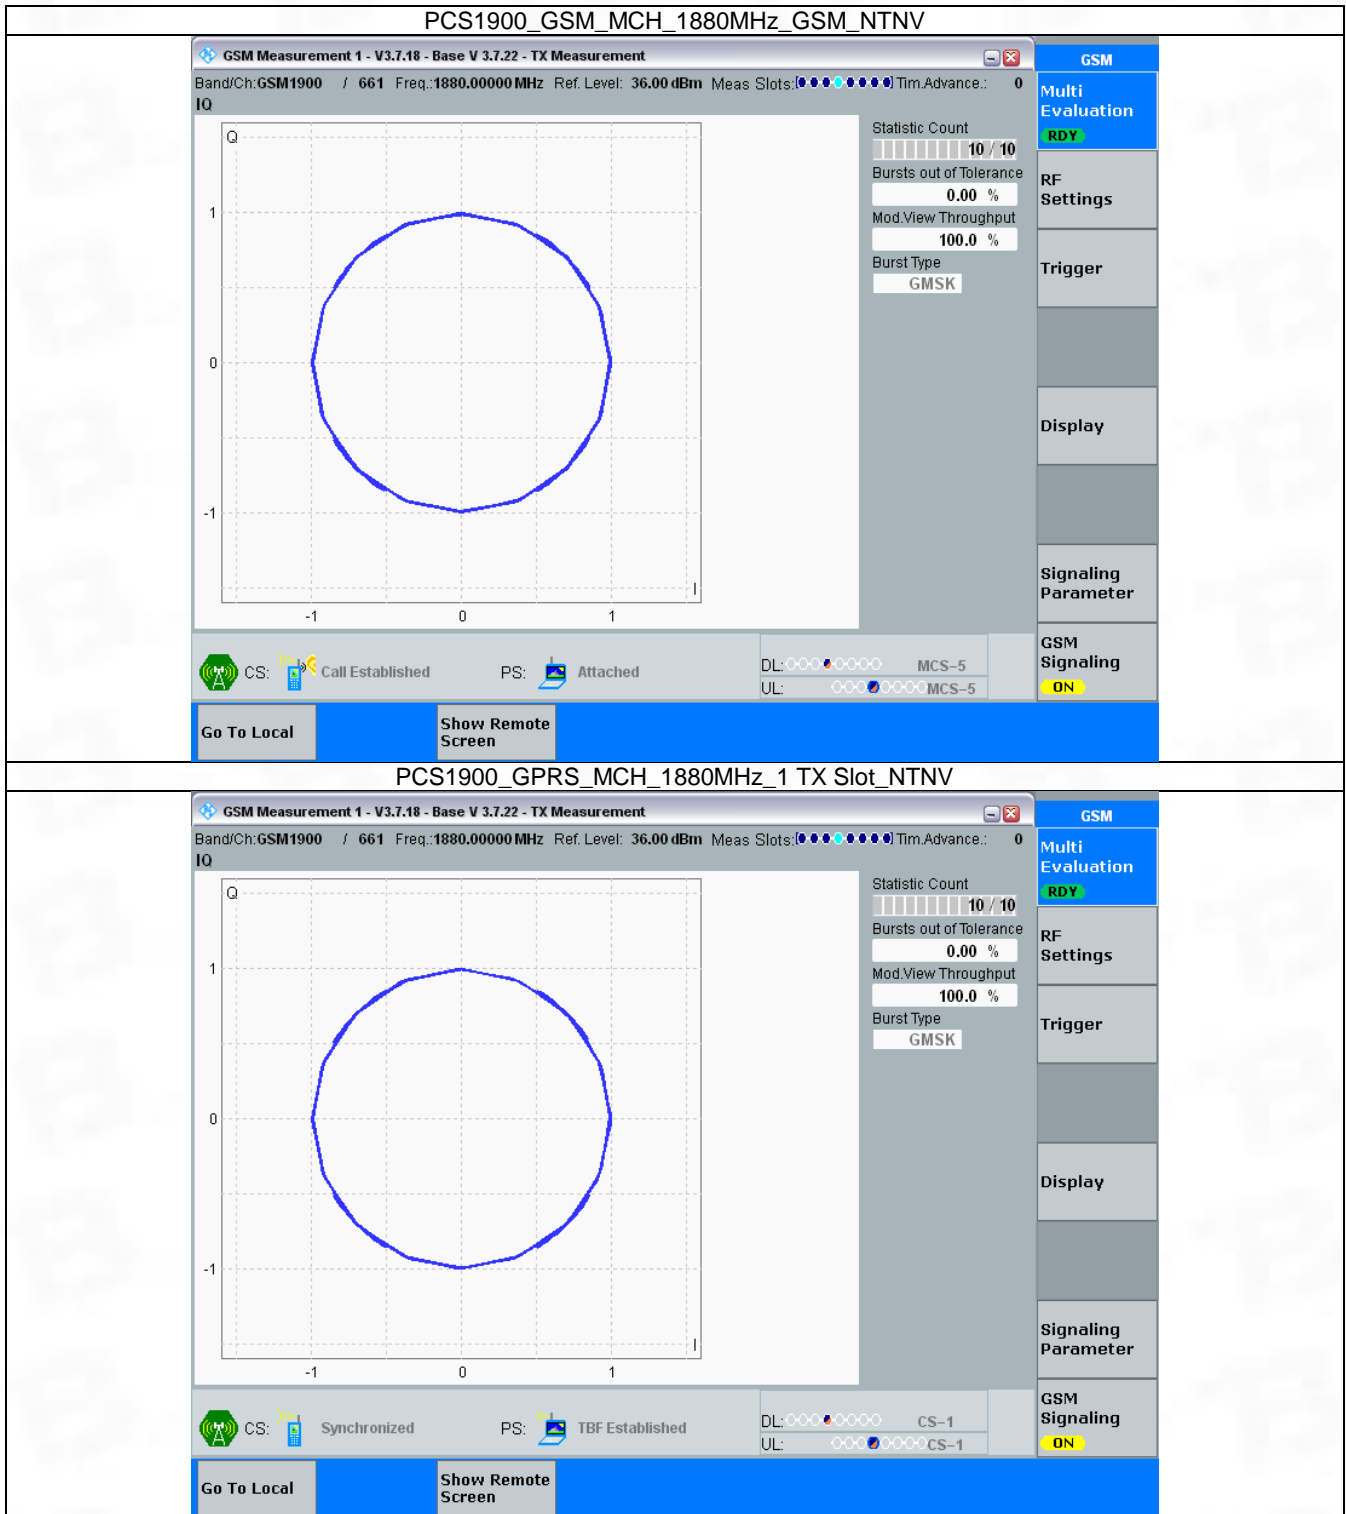 PCS1900_GSM_MCH_1880MHz_GSM_NTNV
GSM Measurement 1 - V3.7.18 - Base V 3.7.22 - TX Measurement
GSM
Band/Ch:GSM1900 / 661 Freq.:1880.00000 MHz Ref. Level: 36.00 dBm Meas Slots: Tim.Advance.: 0
IQ
Multi
Evaluation
RDY
Q
Statistic Count
10 / 10
Bursts out of Tolerance
0.00 %
Mod.View Throughput
100.0 %
Burst Type
GMSK
RF
Settings
Trigger
Display
Signaling
Parameter
GSM
Signaling
ON
1
0
-1
I
-1 0 1
CS: Call Established PS: Attached
DL: MCS-5
UL: MCS-5
Go To Local
Show Remote
Screen
PCS1900_GPRS_MCH_1880MHz_1 TX Slot_NTNV
GSM Measurement 1 - V3.7.18 - Base V 3.7.22 - TX Measurement
GSM
Band/Ch:GSM1900 / 661 Freq.:1880.00000 MHz Ref. Level: 36.00 dBm Meas Slots: Tim.Advance.: 0
IQ
Multi
Evaluation
RDY
Q
Statistic Count
10 / 10
Bursts out of Tolerance
0.00 %
Mod.View Throughput
100.0 %
Burst Type
GMSK
RF
Settings
Trigger
Display
Signaling
Parameter
GSM
Signaling
ON
1
0
-1
I
-1 0 1
CS: Synchronized PS: TBF Established
DL: CS-1
UL: CS-1
Go To Local
Show Remote
Screen